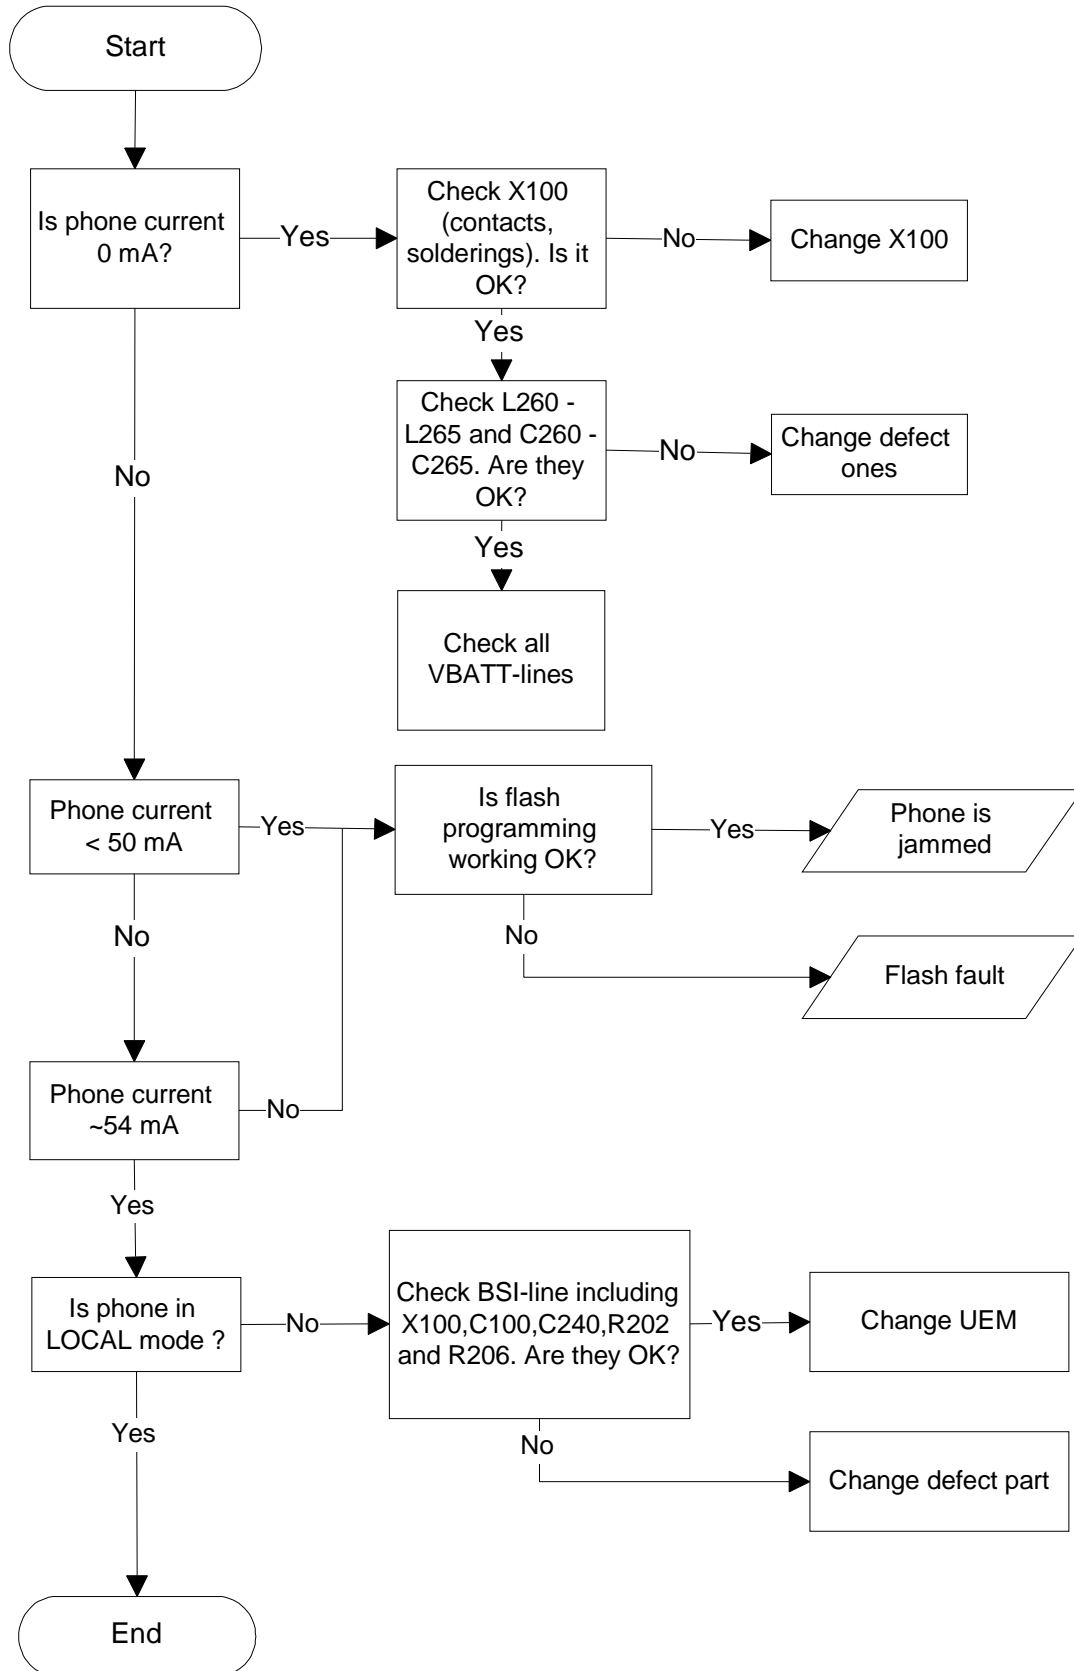 Start
Is phone current
0 mA?
Yes
Check X100
(contacts,
solderings). Is it
OK?
No
Change X100
Yes
Check L260 -
L265 and C260 -
C265. Are they
OK?
No
Change defect
ones
No
Yes
Check all
VBATT-lines
Phone current
< 50 mA
Yes
Is flash
programming
working OK?
Yes
Phone is
jammed
No
No
Flash fault
Phone current
~54 mA
No
Yes
Is phone in
LOCAL mode ?
No
Check BSI-line including
X100,C100,C240,R202
and R206. Are they OK?
Yes
Change UEM
Yes
No
Change defect part
End